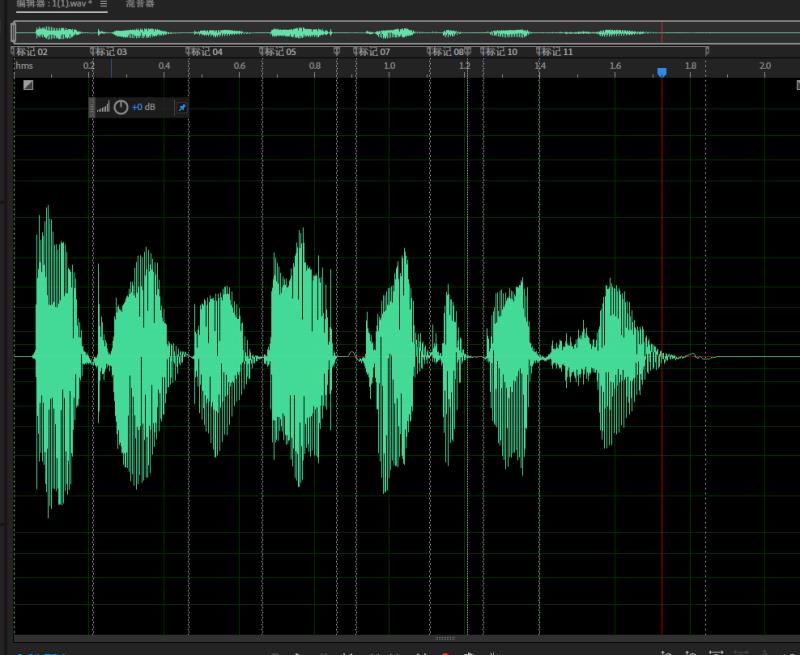 编辑器: 1(1).wav * ≡ 混音器
标记 02 标记 03 标记 04 标记 05 标记 07 标记 08 标记 10 标记 11
hms 0.2 0.4 0.6 0.8 1.0 1.2 1.4 1.6 1.8 2.0
+0 dB